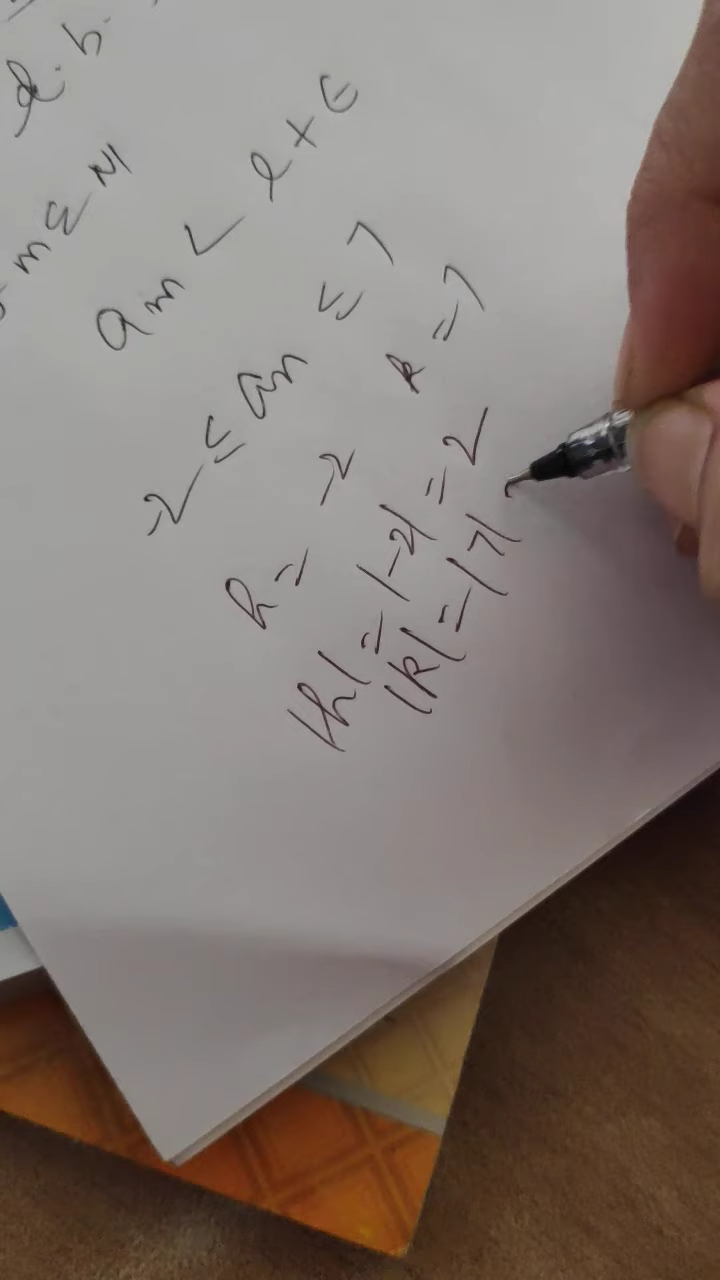 l.b.
m ∈ N
am < l + ε
-2 ≤ an ≤ 7
h = -2 k = 7
|h| = |-2| = 2
|k| = |7|